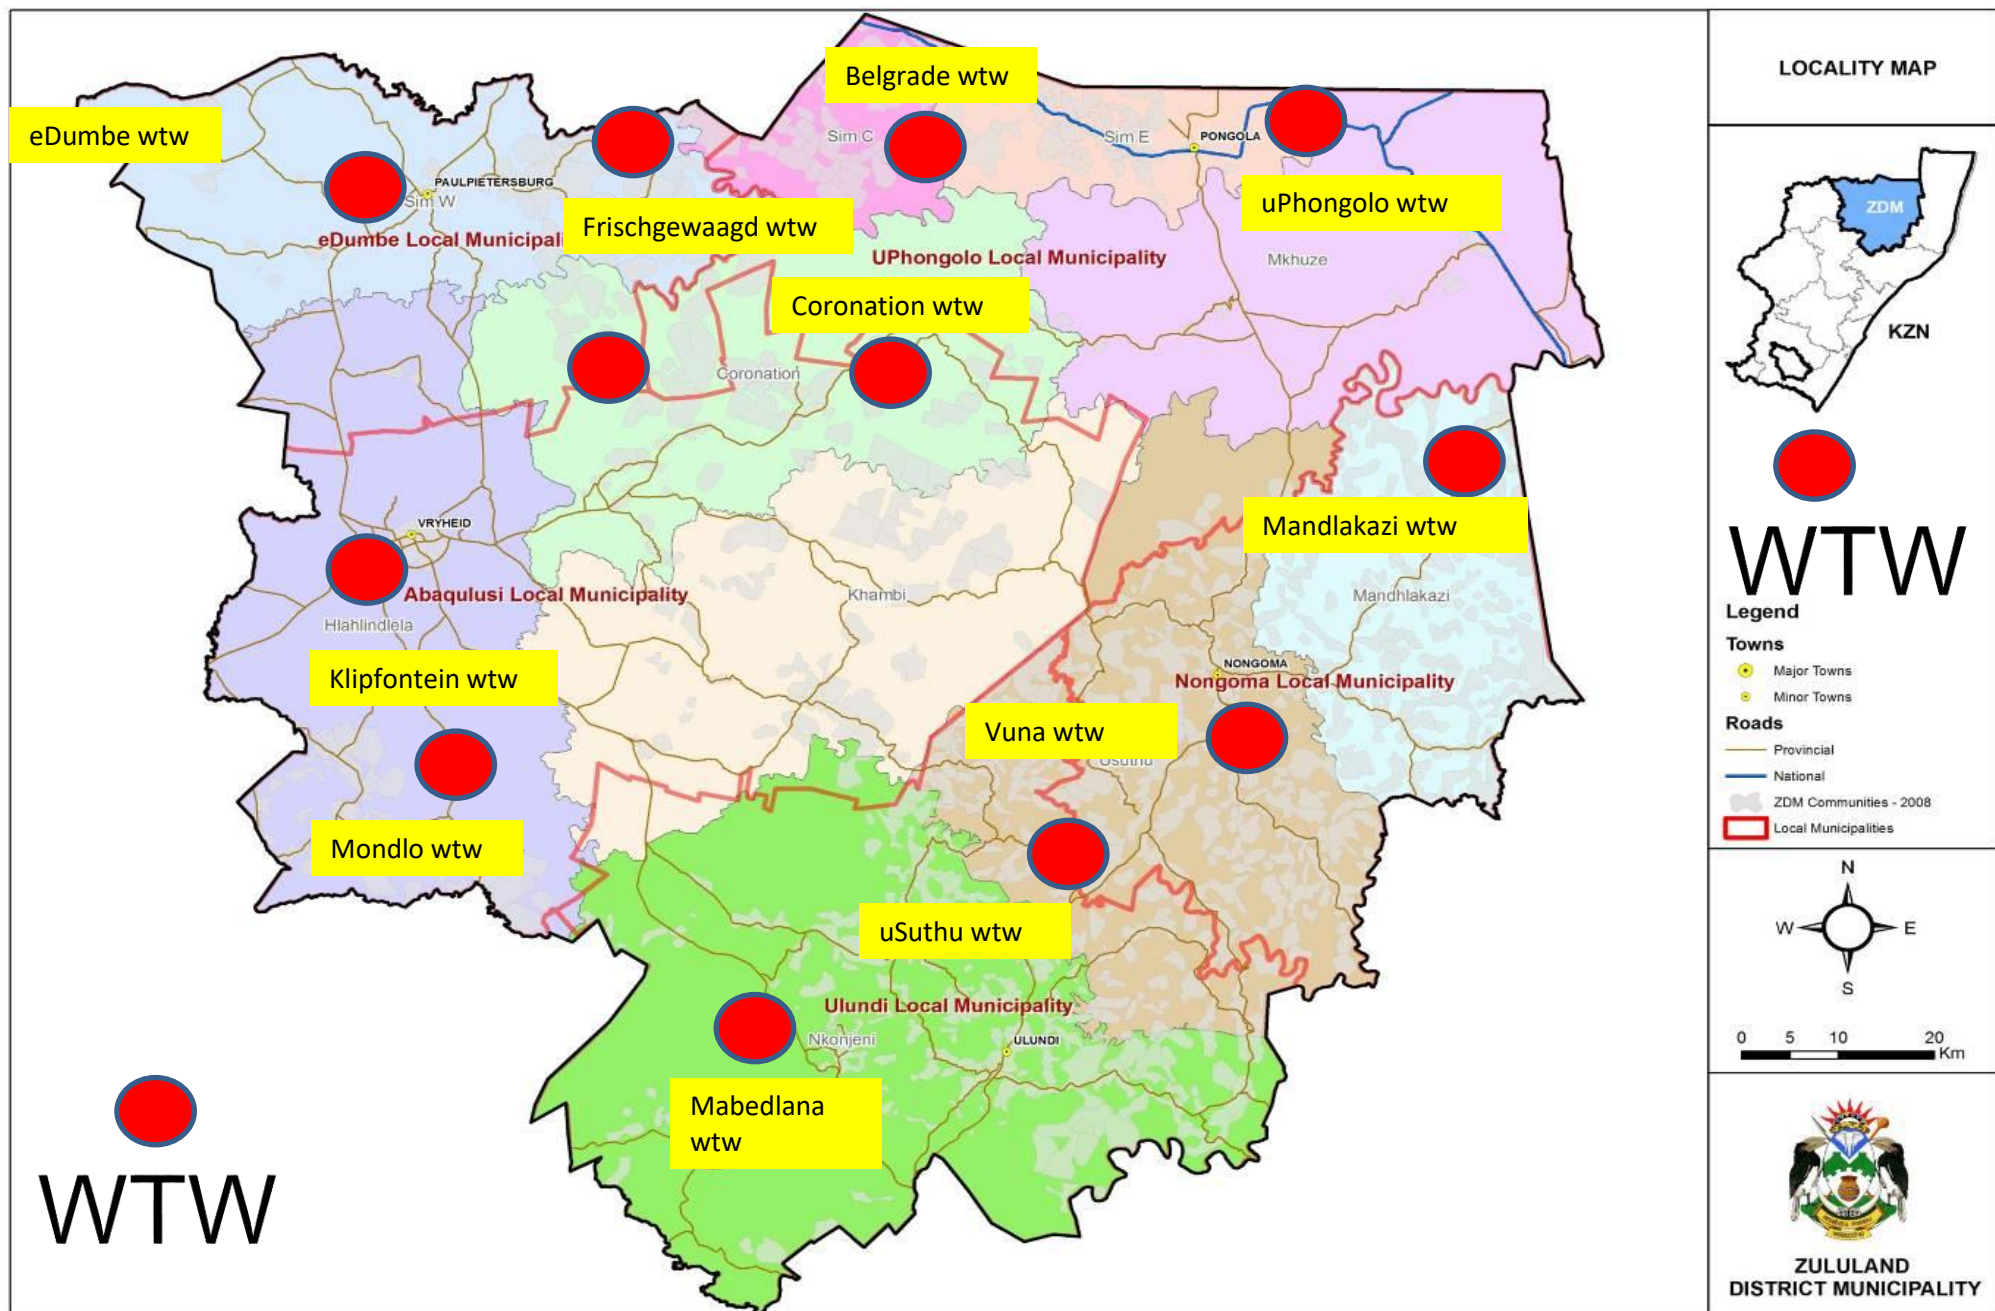 LOCALITY MAP
Belgrade wtw
eDumbe wtw
Sim C
Sim E
PONGOLA
PAULPIETERSBURG
Sim W
uPhongolo wtw
ZDM
Frischgewaagd wtw
eDumbe Local Municipali
UPhongolo Local Municipality
Mkhuze
Coronation wtw
KZN
Coronation
Mandlakazi wtw
VRYHEID
WTW
Abaqulusi Local Municipality
Khambi
Mandhlakazi
Hlahlindlela
Legend
Towns
Major Towns
Minor Towns
Roads
Provincial
National
ZDM Communities - 2008
Local Municipalities
Klipfontein wtw
NONGOMA
Nongoma Local Municipality
Vuna wtw
Usuthu
Mondlo wtw
uSuthu wtw
N
W
E
S
Ulundi Local Municipality
Nkonjeni
ULUNDI
0 5 10 20
Km
Mabedlana
wtw
WTW
ZULULAND
DISTRICT MUNICIPALITY